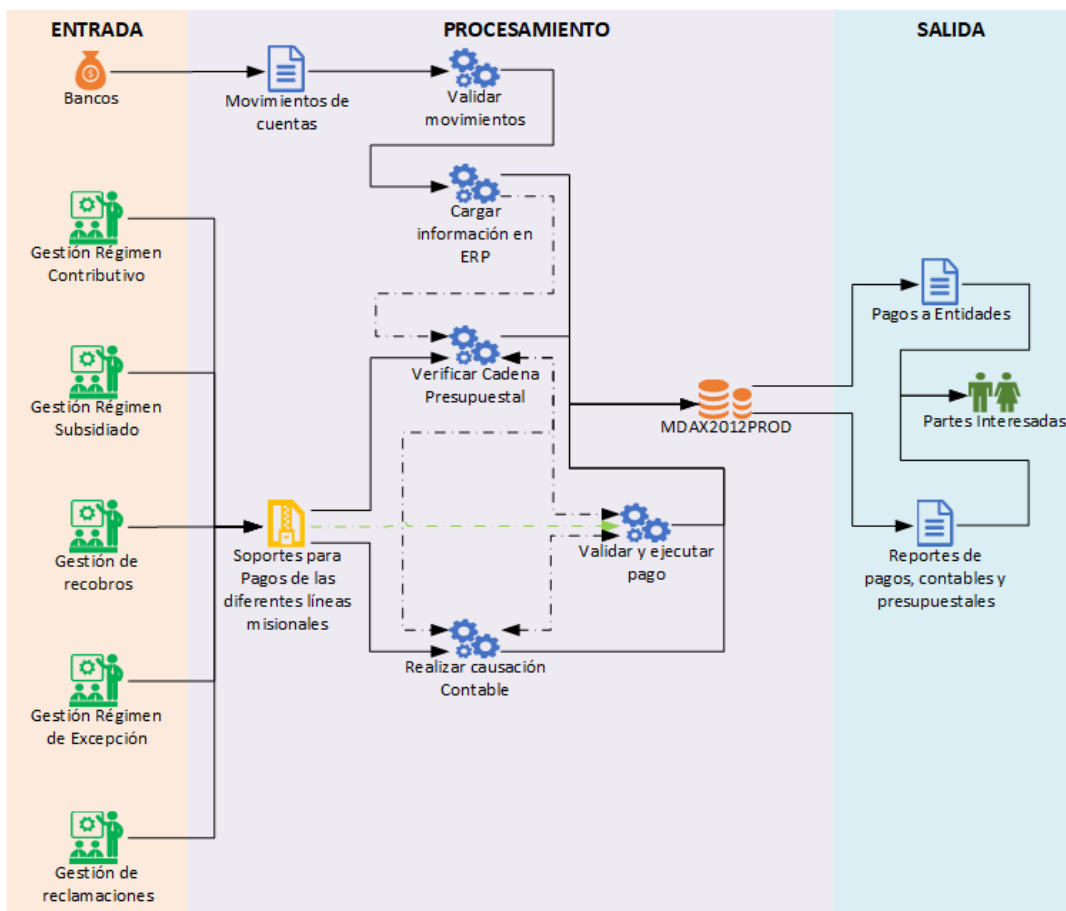 ENTRADA
PROCESAMIENTO
SALIDA
Bancos
Movimientos de
cuentas
Validar
movimientos
Cargar
información en
ERP
Gestión Régimen
Contributivo
Pagos a Entidades
Verificar Cadena
Presupuestal
Gestión Régimen
Subsidiado
MDAX2012PROD
Partes Interesadas
Gestión de
recobros
Soportes para
Pagos de las
diferentes líneas
misionales
Validar y ejecutar
pago
Reportes de
pagos, contables y
presupuestales
Realizar causación
Contable
Gestión Régimen
de Excepción
Gestión de
reclamaciones